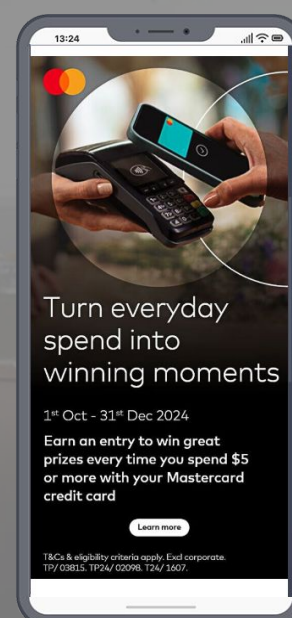 13:24
Turn everyday
spend into
winning moments
1st Oct - 31st Dec 2024
Earn an entry to win great
prizes every time you spend $5
or more with your Mastercard
credit card
Learn more
T&Cs & eligibility criteria apply. Excl corporate.
TP/ 03815. TP24/ 02098. T24/ 1607.